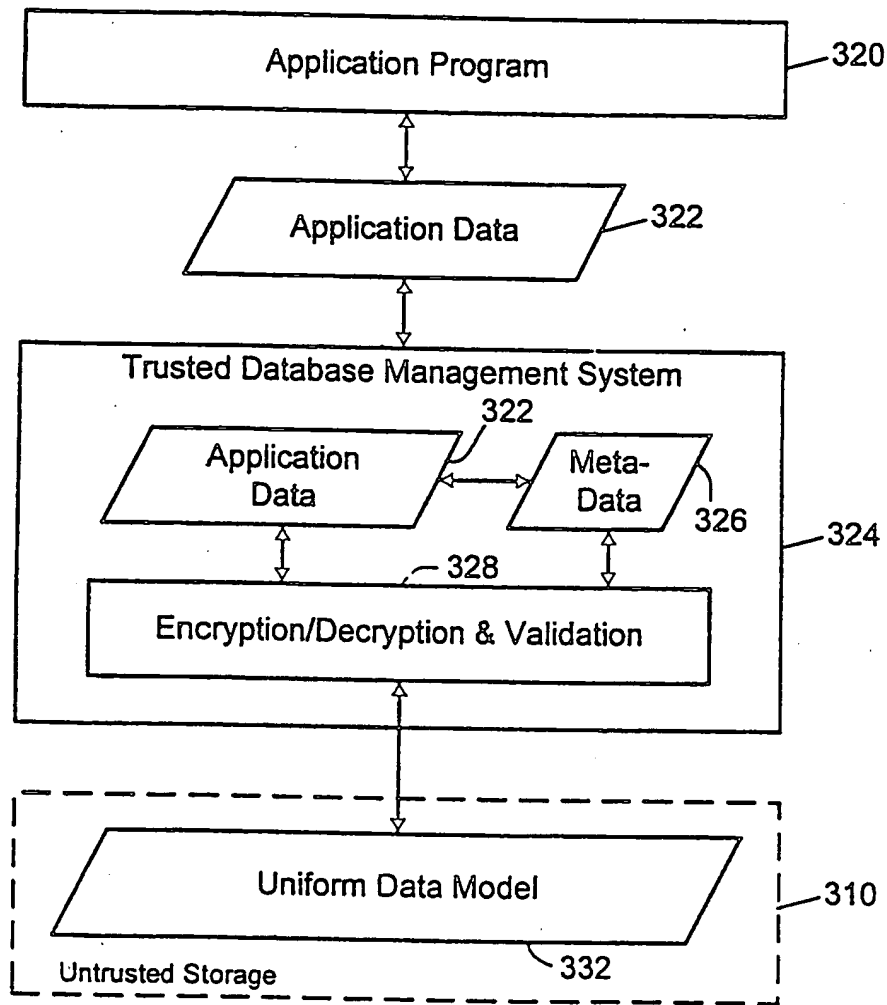 Application Program
320
Application Data
322
Trusted Database Management System
322
Application
Data
Meta-
Data
326
324
328
Encryption/Decryption & Validation
Uniform Data Model
310
332
Untrusted Storage